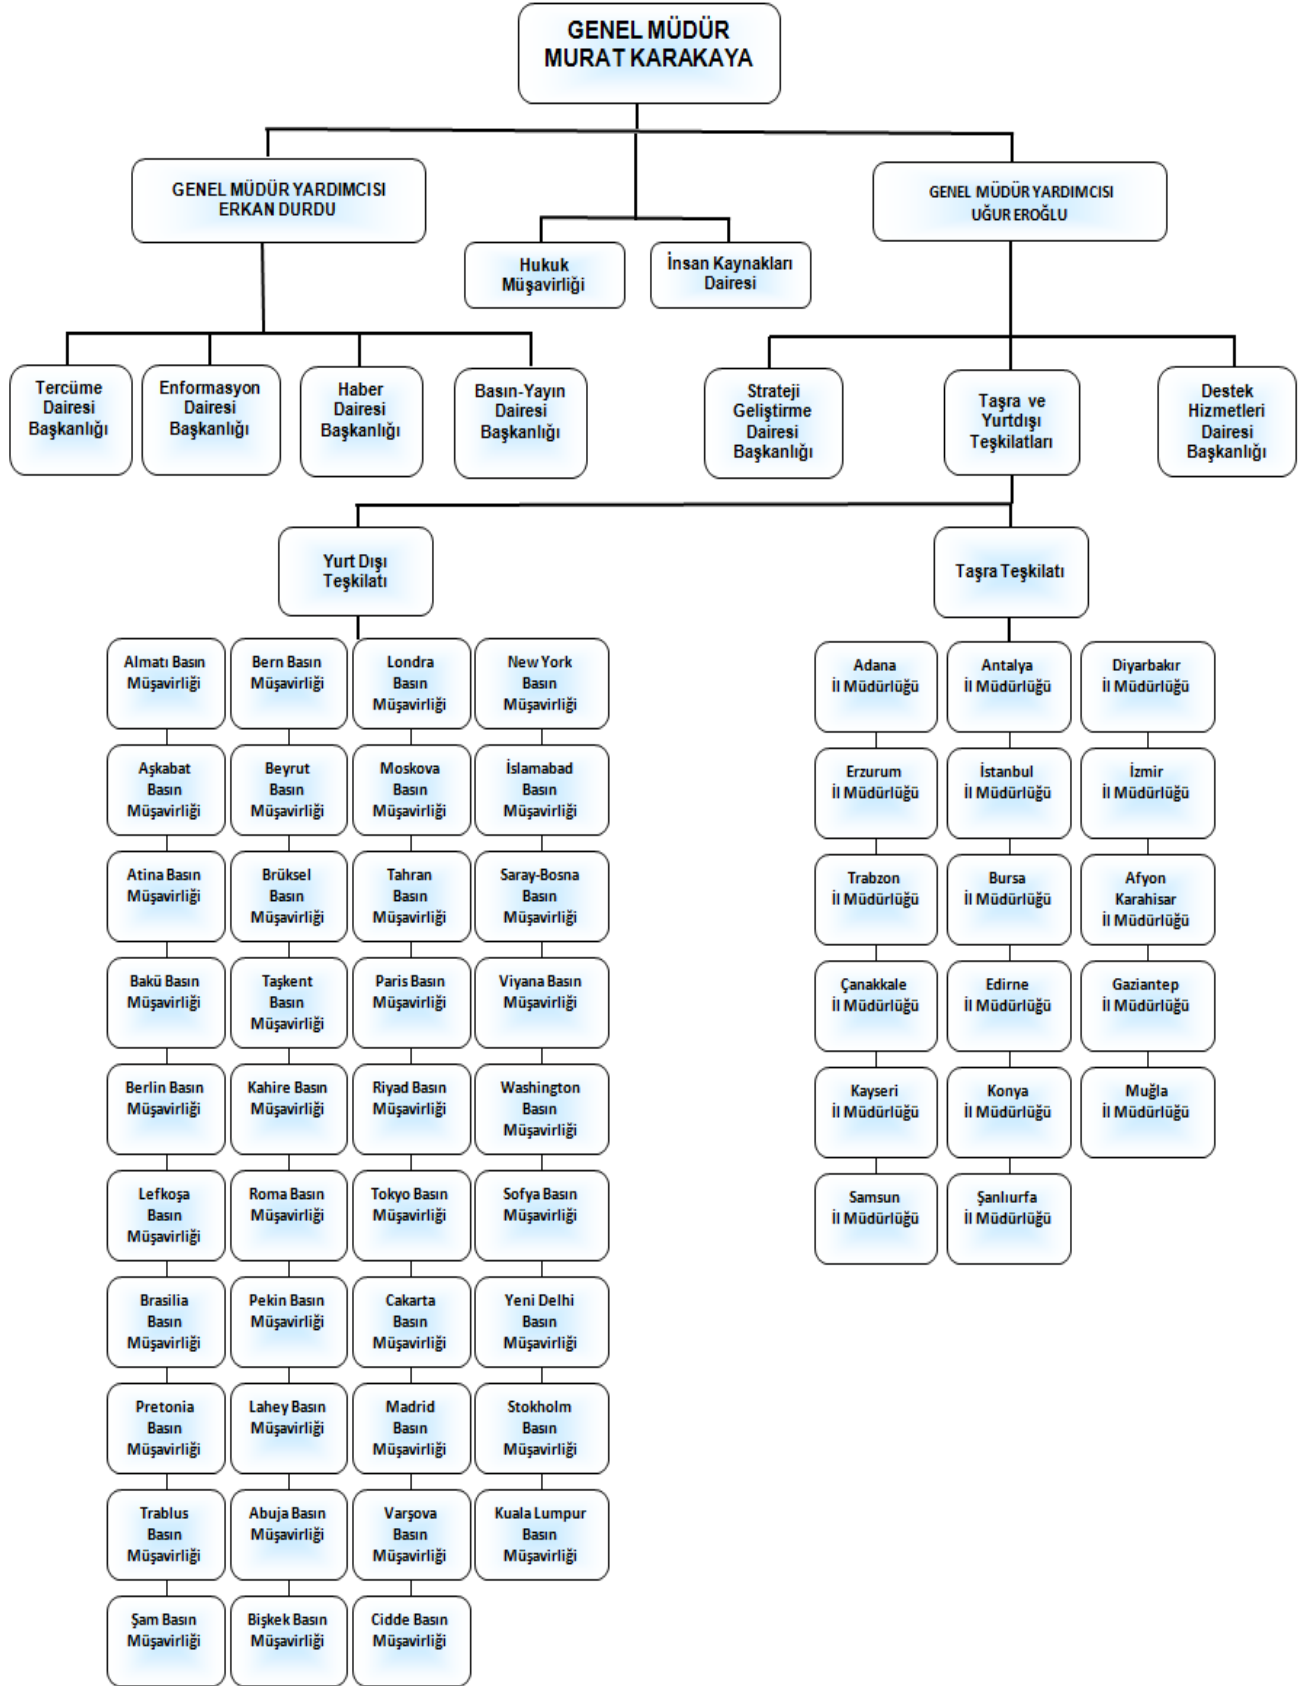 GENEL MÜDÜR
MURAT KARAKAYA
GENEL MÜDÜR YARDIMCISI
ERKAN DURDU
GENEL MÜDÜR YARDIMCISI
UĞUR EROĞLU
Hukuk
Müşavirliği
İnsan Kaynakları
Dairesi
Tercüme
Dairesi
Başkanlığı
Enformasyon
Dairesi
Başkanlığı
Haber
Dairesi
Başkanlığı
Basın-Yayın
Dairesi
Başkanlığı
Strateji
Geliştirme
Dairesi
Başkanlığı
Taşra ve
Yurtdışı
Teşkilatları
Destek
Hizmetleri
Dairesi
Başkanlığı
Yurt Dışı
Teşkilatı
Taşra Teşkilatı
Almatı Basın
Müşavirliği
Bern Basın
Müşavirliği
Londra
Basın
Müşavirliği
New York
Basın
Müşavirliği
Aşkabat
Basın
Müşavirliği
Beyrut
Basın
Müşavirliği
Moskova
Basın
Müşavirliği
İslamabad
Basın
Müşavirliği
Atina Basın
Müşavirliği
Brüksel
Basın
Müşavirliği
Tahran
Basın
Müşavirliği
Saray-Bosna
Basın
Müşavirliği
Bakü Basın
Müşavirliği
Taşkent
Basın
Müşavirliği
Paris Basın
Müşavirliği
Viyana Basın
Müşavirliği
Berlin Basın
Müşavirliği
Kahire Basın
Müşavirliği
Riyad Basın
Müşavirliği
Washington
Basın
Müşavirliği
Lefkoşa
Basın
Müşavirliği
Roma Basın
Müşavirliği
Tokyo Basın
Müşavirliği
Sofya Basın
Müşavirliği
Brasilia
Basın
Müşavirliği
Pekin Basın
Müşavirliği
Cakarta
Basın
Müşavirliği
Yeni Delhi
Basın
Müşavirliği
Pretonia
Basın
Müşavirliği
Lahey Basın
Müşavirliği
Madrid
Basın
Müşavirliği
Stokholm
Basın
Müşavirliği
Trablus
Basın
Müşavirliği
Abuja Basın
Müşavirliği
Varşova
Basın
Müşavirliği
Kuala Lumpur
Basın
Müşavirliği
Şam Basın
Müşavirliği
Bişkek Basın
Müşavirliği
Cidde Basın
Müşavirliği
Adana
İl Müdürlüğü
Antalya
İl Müdürlüğü
Diyarbakır
İl Müdürlüğü
Erzurum
İl Müdürlüğü
İstanbul
İl Müdürlüğü
İzmir
İl Müdürlüğü
Trabzon
İl Müdürlüğü
Bursa
İl Müdürlüğü
Afyon
Karahisar
İl Müdürlüğü
Çanakkale
İl Müdürlüğü
Edirne
İl Müdürlüğü
Gaziantep
İl Müdürlüğü
Kayseri
İl Müdürlüğü
Konya
İl Müdürlüğü
Muğla
İl Müdürlüğü
Samsun
İl Müdürlüğü
Şanlıurfa
İl Müdürlüğü